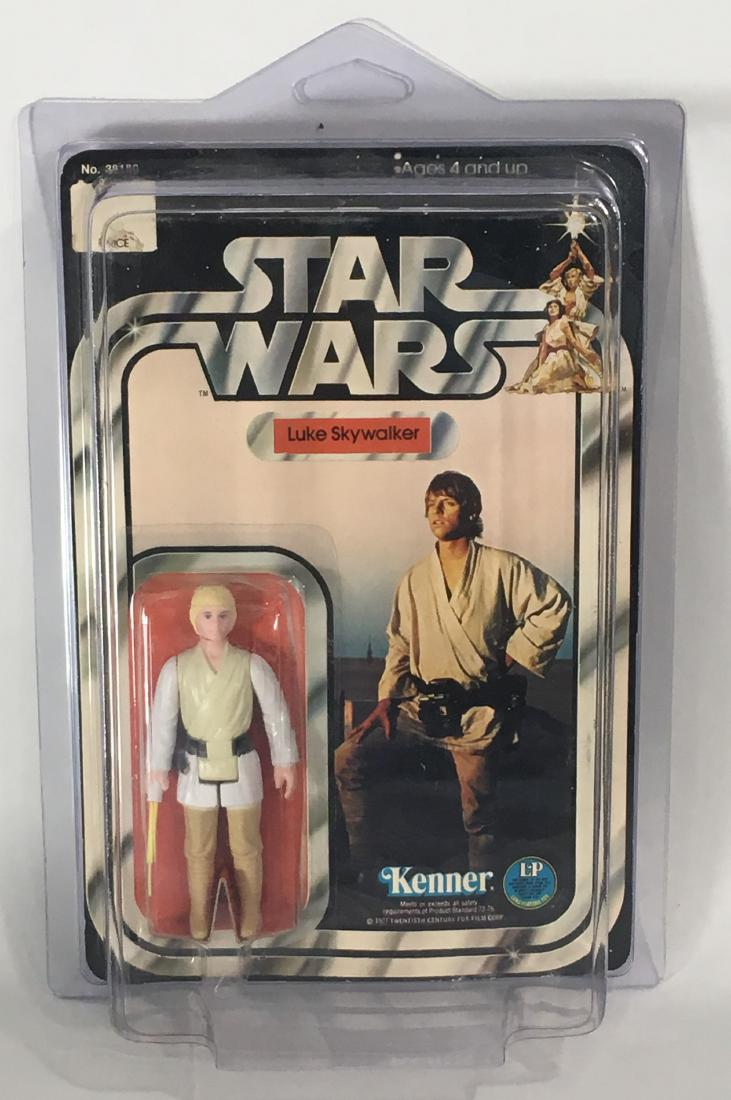 No. 38180
Ages 4 and up
STAR
WARS
TM
Luke Skywalker
Kenner
L•P
Meets or exceeds all safety
requirements of Product Standard 72-76
© 1977 TWENTIETH CENTURY FOX FILM CORP